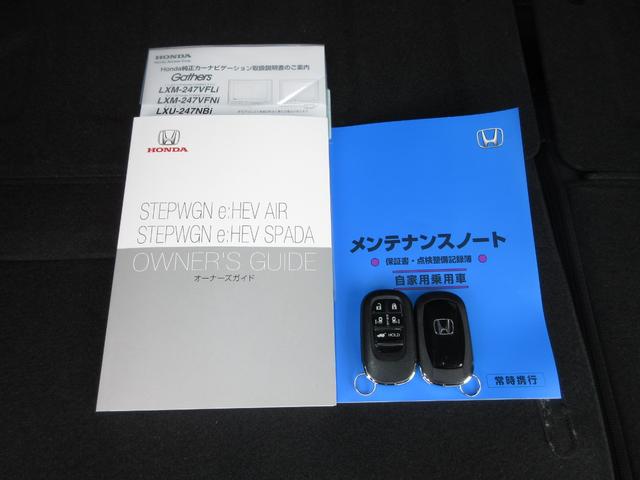 HONDA
Honda純正カーナビゲーション取扱説明書のご案内
Gathers
LXM-247VFLi
LXM-247VFNi
LXU-247NBi
HONDA
STEPWGN e:HEV AIR
STEPWGN e:HEV SPADA
OWNER'S GUIDE
オーナーズガイド
メンテナンスノート
保証書・点検整備記録簿
自家用乗用車
HOLD
常時携行